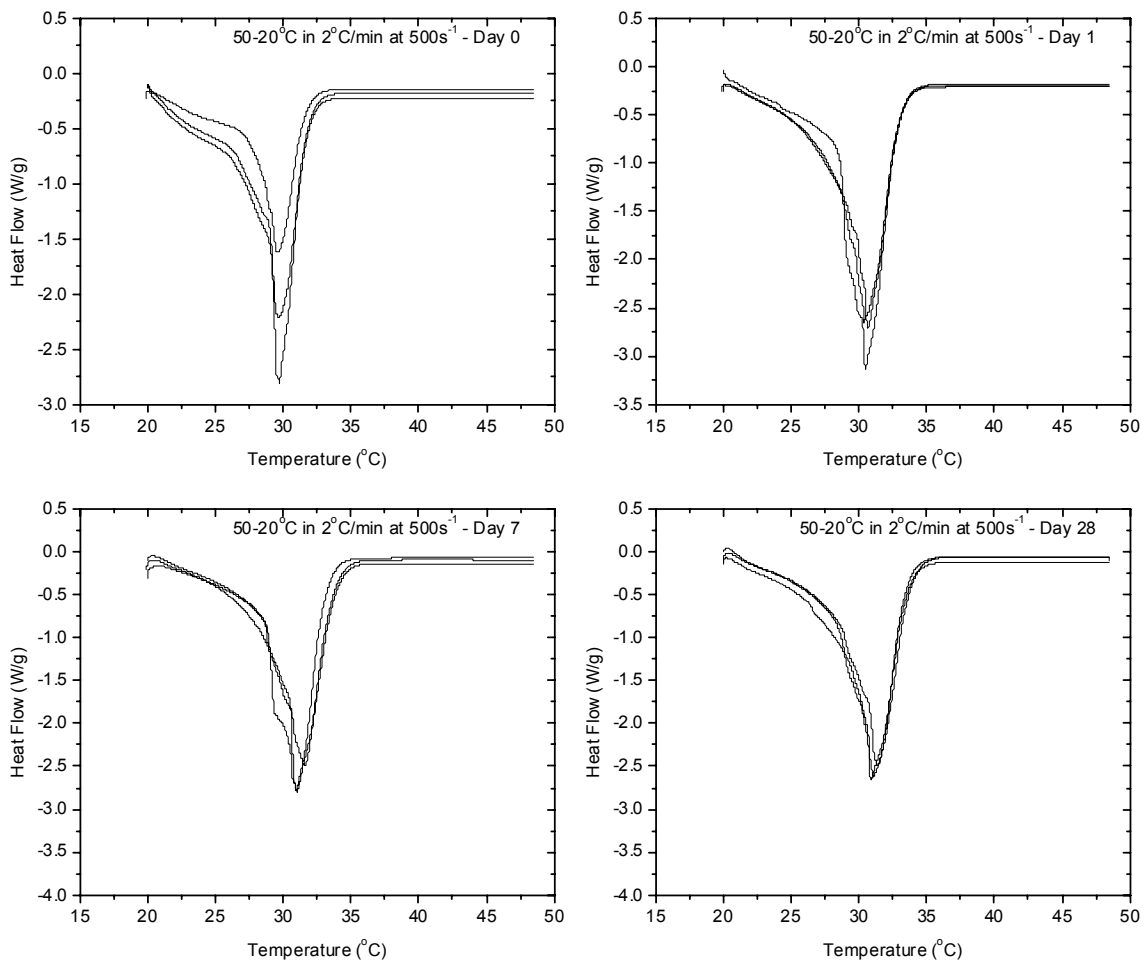 50-20°C in 2°C/min at 500s⁻¹ - Day 0
0.5
0.0
-0.5
-1.0
-1.5
-2.0
-2.5
-3.0
Heat Flow (W/g)
15 20 25 30 35 40 45 50
Temperature (°C)
50-20°C in 2°C/min at 500s⁻¹ - Day 1
0.5
0.0
-0.5
-1.0
-1.5
-2.0
-2.5
-3.0
-3.5
Heat Flow (W/g)
15 20 25 30 35 40 45 50
Temperature (°C)
50-20°C in 2°C/min at 500s⁻¹ - Day 7
0.5
0.0
-0.5
-1.0
-1.5
-2.0
-2.5
-3.0
-3.5
-4.0
Heat Flow (W/g)
15 20 25 30 35 40 45 50
Temperature (°C)
50-20°C in 2°C/min at 500s⁻¹ - Day 28
0.5
0.0
-0.5
-1.0
-1.5
-2.0
-2.5
-3.0
-3.5
-4.0
Heat Flow (W/g)
15 20 25 30 35 40 45 50
Temperature (°C)